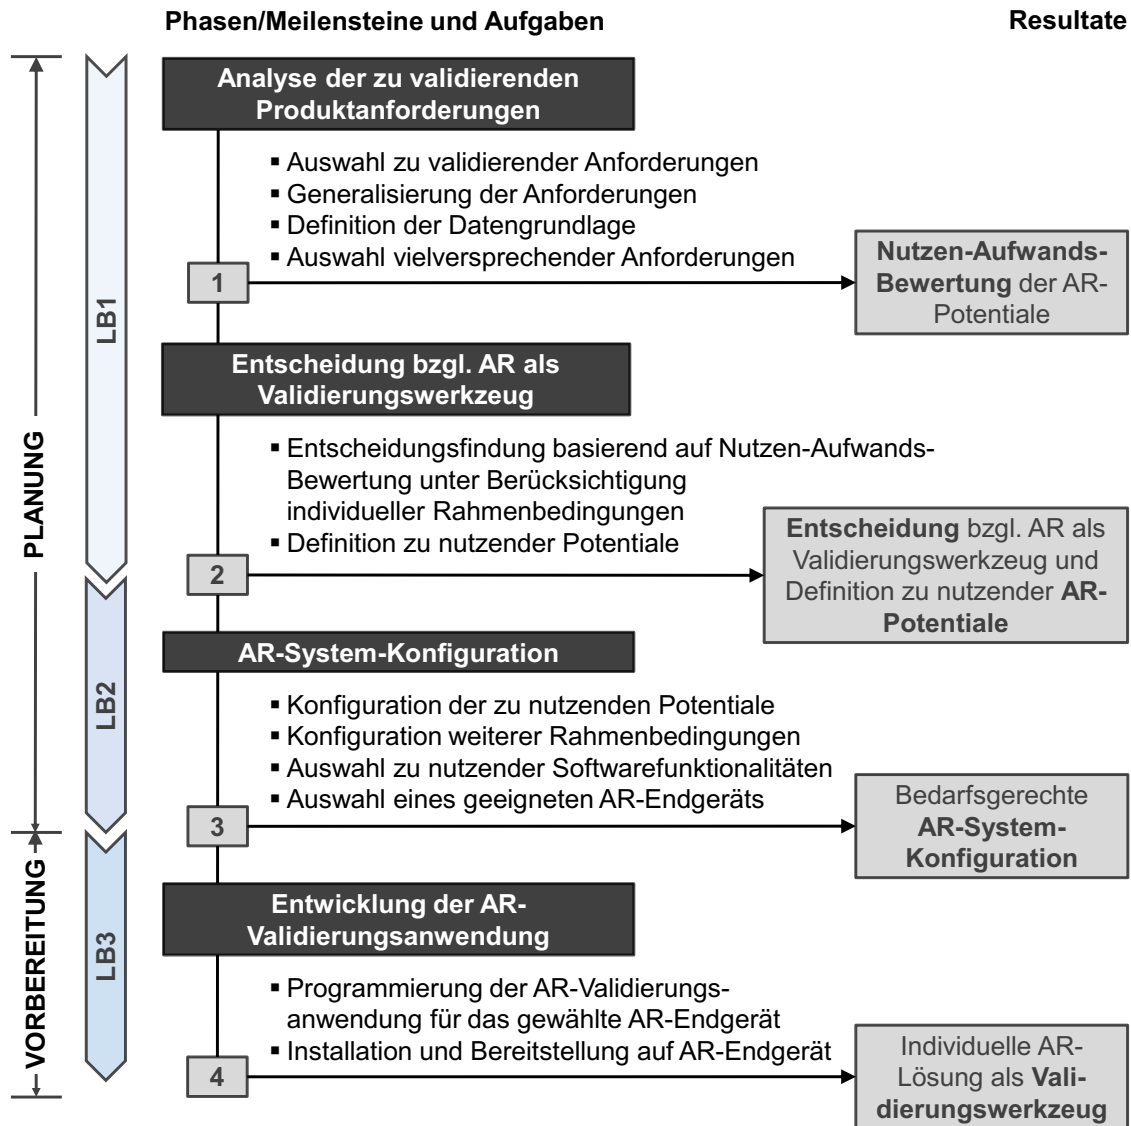 Phasen/Meilensteine und Aufgaben
Resultate
PLANUNG
VORBEREITUNG
LB1
LB2
LB3
Analyse der zu validierenden
Produktanforderungen
▪ Auswahl zu validierender Anforderungen
▪ Generalisierung der Anforderungen
▪ Definition der Datengrundlage
▪ Auswahl vielversprechender Anforderungen
1
Nutzen-Aufwands-
Bewertung der AR-
Potentiale
Entscheidung bzgl. AR als
Validierungswerkzeug
▪ Entscheidungsfindung basierend auf Nutzen-Aufwands-
Bewertung unter Berücksichtigung
individueller Rahmenbedingungen
▪ Definition zu nutzender Potentiale
2
Entscheidung bzgl. AR als
Validierungswerkzeug und
Definition zu nutzender AR-
Potentiale
AR-System-Konfiguration
▪ Konfiguration der zu nutzenden Potentiale
▪ Konfiguration weiterer Rahmenbedingungen
▪ Auswahl zu nutzender Softwarefunktionalitäten
▪ Auswahl eines geeigneten AR-Endgeräts
3
Bedarfsgerechte
AR-System-
Konfiguration
Entwicklung der AR-
Validierungsanwendung
▪ Programmierung der AR-Validierungs-
anwendung für das gewählte AR-Endgerät
▪ Installation und Bereitstellung auf AR-Endgerät
4
Individuelle AR-
Lösung als Vali-
dierungswerkzeug